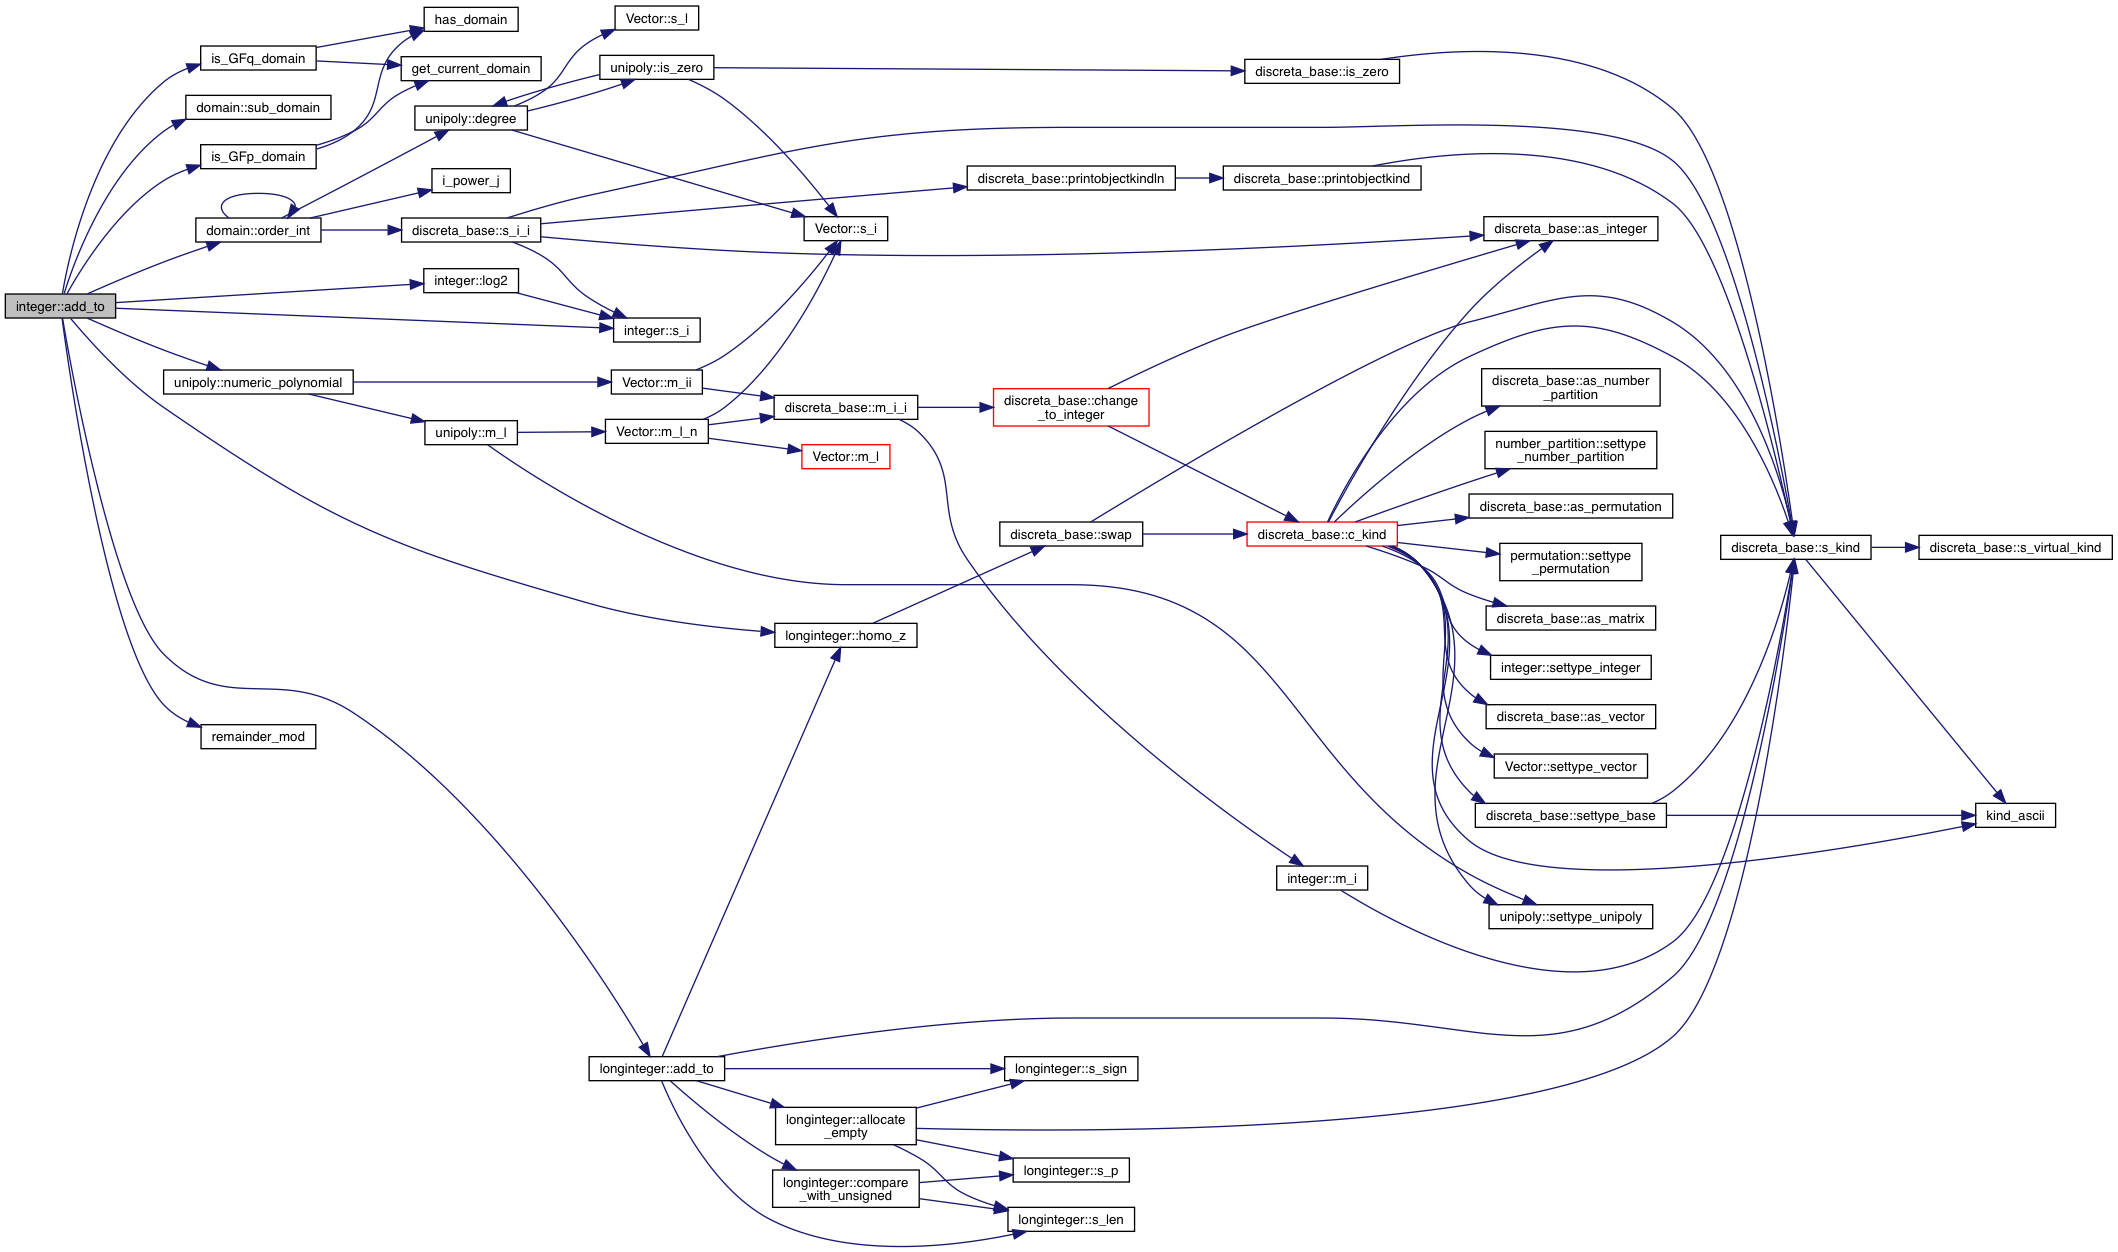 has_domain
Vector::s_l
is_GFq_domain
get_current_domain
unipoly::is_zero
discreta_base::is_zero
domain::sub_domain
unipoly::degree
is_GFp_domain
i_power_j
discreta_base::printobjectkindln
discreta_base::printobjectkind
domain::order_int
discreta_base::s_i_i
Vector::s_i
discreta_base::as_integer
integer::log2
integer::add_to
integer::s_i
unipoly::numeric_polynomial
Vector::m_ii
discreta_base::m_i_i
discreta_base::change
_to_integer
discreta_base::as_number
_partition
unipoly::m_l
Vector::m_l_n
Vector::m_l
number_partition::settype
_number_partition
discreta_base::as_permutation
discreta_base::swap
discreta_base::c_kind
discreta_base::s_kind
discreta_base::s_virtual_kind
permutation::settype
_permutation
discreta_base::as_matrix
longinteger::homo_z
integer::settype_integer
discreta_base::as_vector
remainder_mod
Vector::settype_vector
discreta_base::settype_base
kind_ascii
integer::m_i
unipoly::settype_unipoly
longinteger::add_to
longinteger::s_sign
longinteger::allocate
_empty
longinteger::s_p
longinteger::compare
_with_unsigned
longinteger::s_len